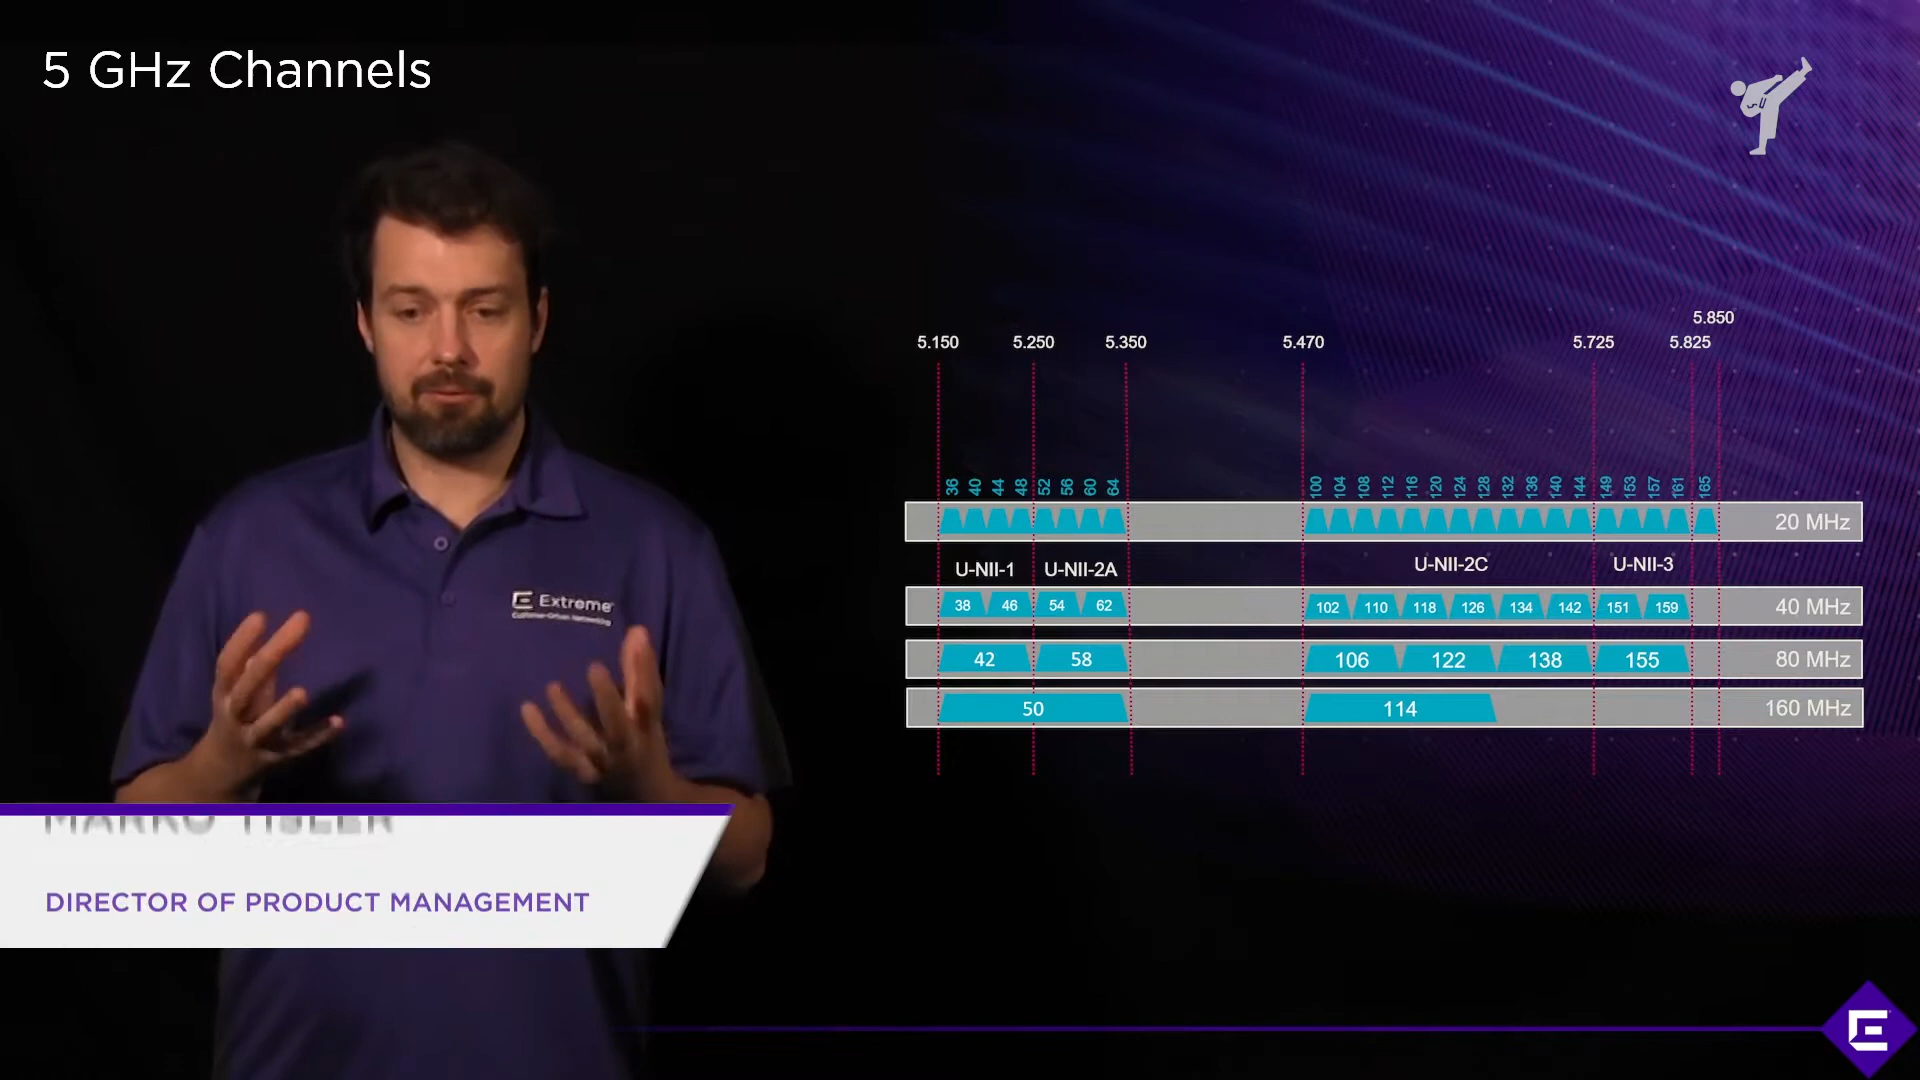 5 GHz Channels
5.850
5.150 5.250 5.350 5.470 5.725 5.825
36 40 44 48 52 56 60 64 100 104 108 112 116 120 124 128 132 136 140 144 149 153 157 161 165
20 MHz
U-NII-1 U-NII-2A U-NII-2C U-NII-3
38 46 54 62 102 110 118 126 134 142 151 159 40 MHz
42 58 106 122 138 155 80 MHz
50 114 160 MHz
Extreme
Customer-Driven Networking
DIRECTOR OF PRODUCT MANAGEMENT